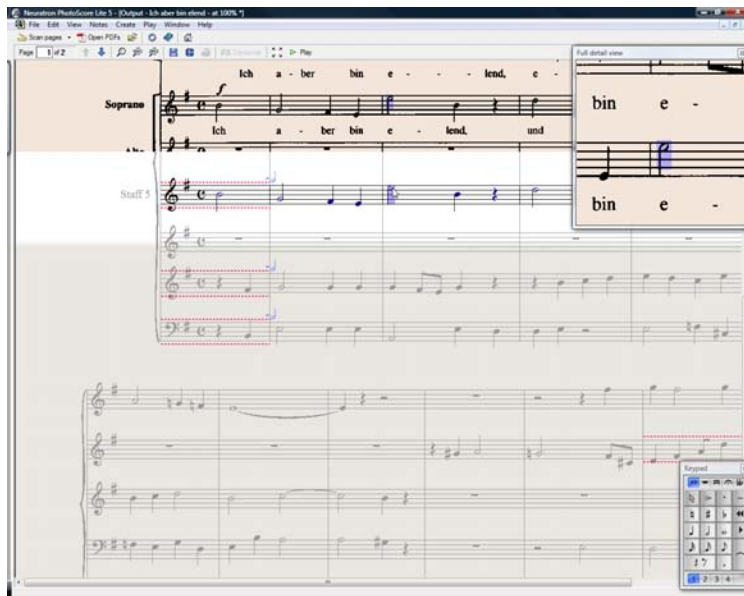 Neuratron PhotoScore Lite 5 - [Output - Ich aber bin elend - at 100% *]
File Edit View Notes Create Play Window Help
Scan pages Open PDFs
Page 1 of 2 Play
Full detail view
Ich a - ber bin e - - - lend, e -
bin e -
Soprano f
Ich a - ber bin e - lend, und
Alto
bin e -
Staff 5
Keypad
1 2 3 4